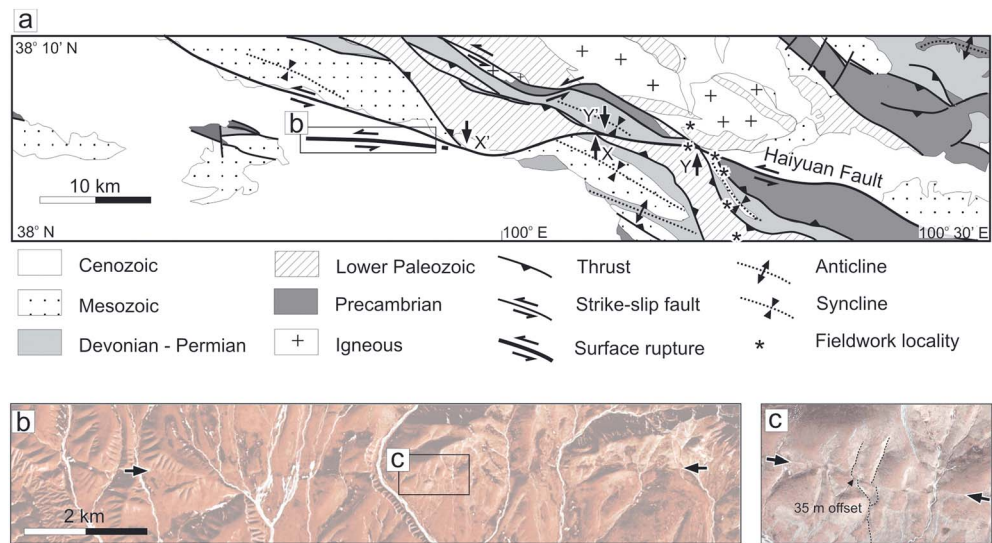 a
38° 10' N
b
X'
Y'
X
Y
Haiyuan Fault
10 km
38° N
100° E
100° 30' E
Cenozoic
Lower Paleozoic
Thrust
Anticline
Mesozoic
Precambrian
Strike-slip fault
Syncline
Devonian - Permian
Igneous
Surface rupture
Fieldwork locality
b
c
2 km
c
35 m offset